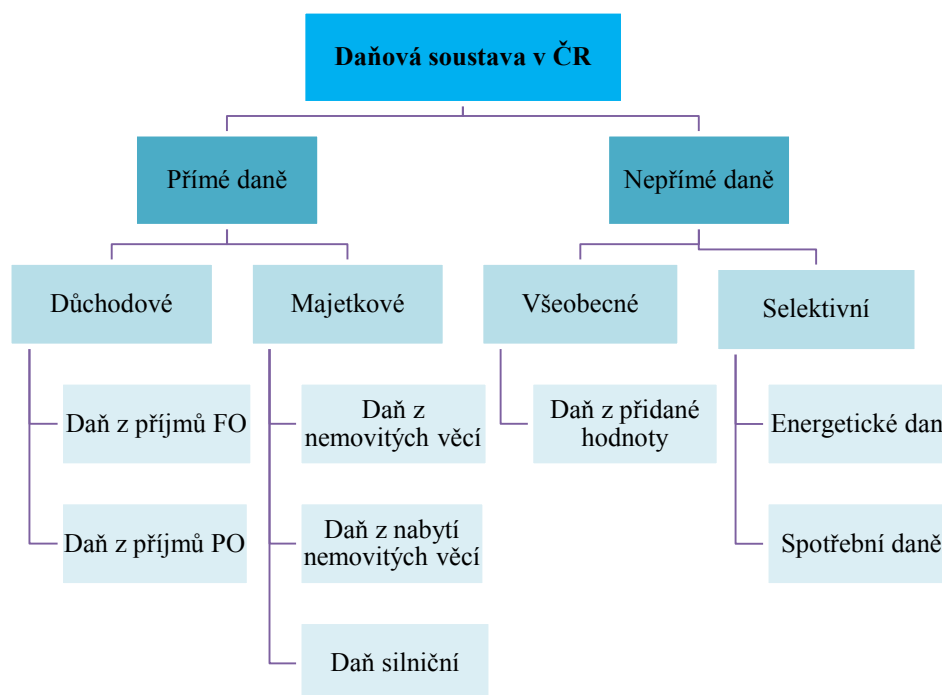 Daňová soustava v ČR
Přímé daně
Nepřímé daně
Důchodové
Majetkové
Všeobecné
Selektivní
Daň z příjmů FO
Daň z
nemovitých věcí
Daň z přidané
hodnoty
Energetické dan
Daň z příjmů PO
Daň z nabytí
nemovitých věcí
Spotřební daně
Daň silniční